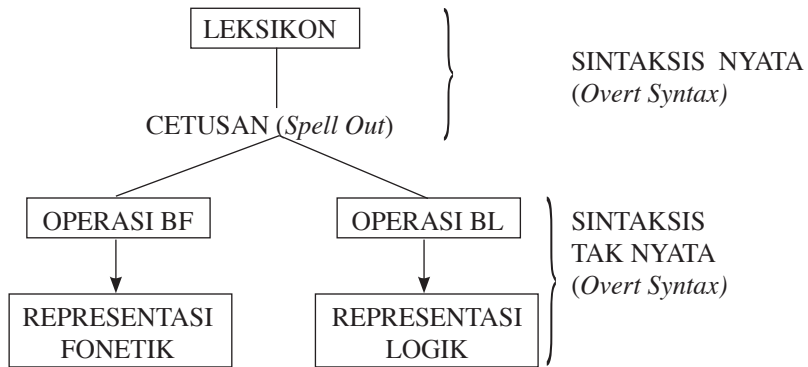 LEKSIKON
SINTAKSIS NYATA
(Overt Syntax)
CETUSAN (Spell Out)
OPERASI BF
OPERASI BL
SINTAKSIS
TAK NYATA
(Overt Syntax)
REPRESENTASI
FONETIK
REPRESENTASI
LOGIK